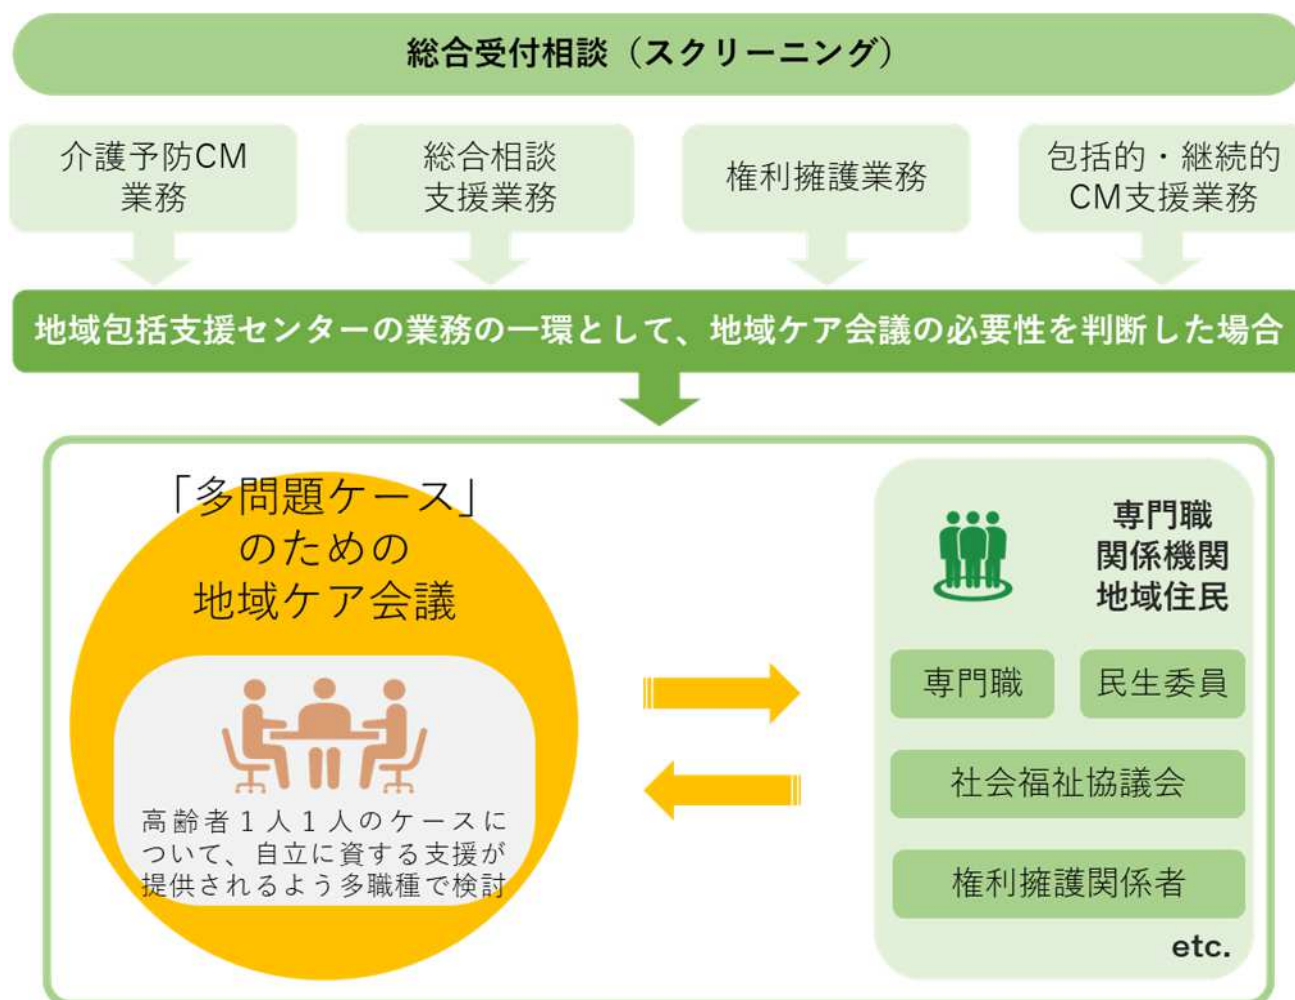 総合受付相談（スクリーニング）
介護予防CM
業務
総合相談
支援業務
権利擁護業務
包括的・継続的
CM支援業務
地域包括支援センターの業務の一環として、地域ケア会議の必要性を判断した場合
「多問題ケース」
のための
地域ケア会議
高齢者１人１人のケースに
ついて、自立に資する支援が
提供されるよう多職種で検討
専門職
関係機関
地域住民
専門職
民生委員
社会福祉協議会
権利擁護関係者
etc.